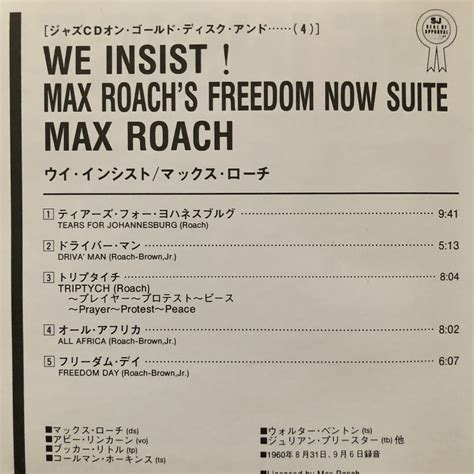 [ジャズCDオン・ゴールド・ディスク・アンド……(4)]
SJ
SEAL OF
APPROVAL
WE INSIST!
MAX ROACH'S FREEDOM NOW SUITE
MAX ROACH
ウイ・インシスト/マックス・ローチ
1 ティアーズ・フォー・ヨハネスブルグ 9:41
TEARS FOR JOHANNESBURG (Roach)
2 ドライバー・マン 5:13
DRIVA' MAN (Roach-Brown,Jr.)
3 トリプタイチ 8:04
TRIPTYCH (Roach)
〜プレイヤー〜プロテスト〜ピース
〜Prayer〜Protest〜Peace
4 オール・アフリカ 8:02
ALL AFRICA (Roach-Brown,Jr.)
5 フリーダム・デイ 6:07
FREEDOM DAY (Roach-Brown,Jr.)
■マックス・ローチ(ds)
■アビー・リンカーン(vo)
■ブッカー・リトル(tp)
■コールマン・ホーキンス(ts)
■ウォルター・ベントン(ts)
■ジュリアン・プリースター(tb)他
■1960年8月31日、9月6日録音
■Licensed by Max Roach